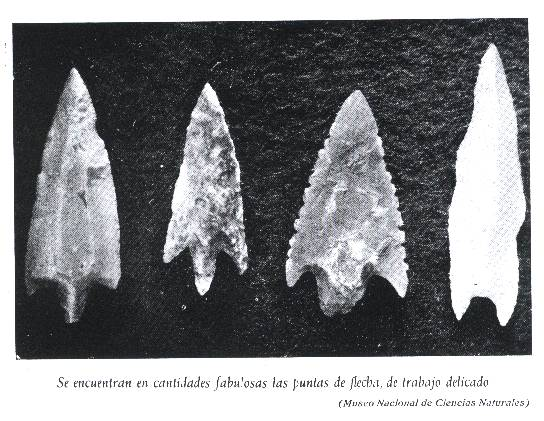 Se encuentran en cantidades fabulosas las puntas de flecha, de trabajo delicado
(Museo Nacional de Ciencias Naturales)